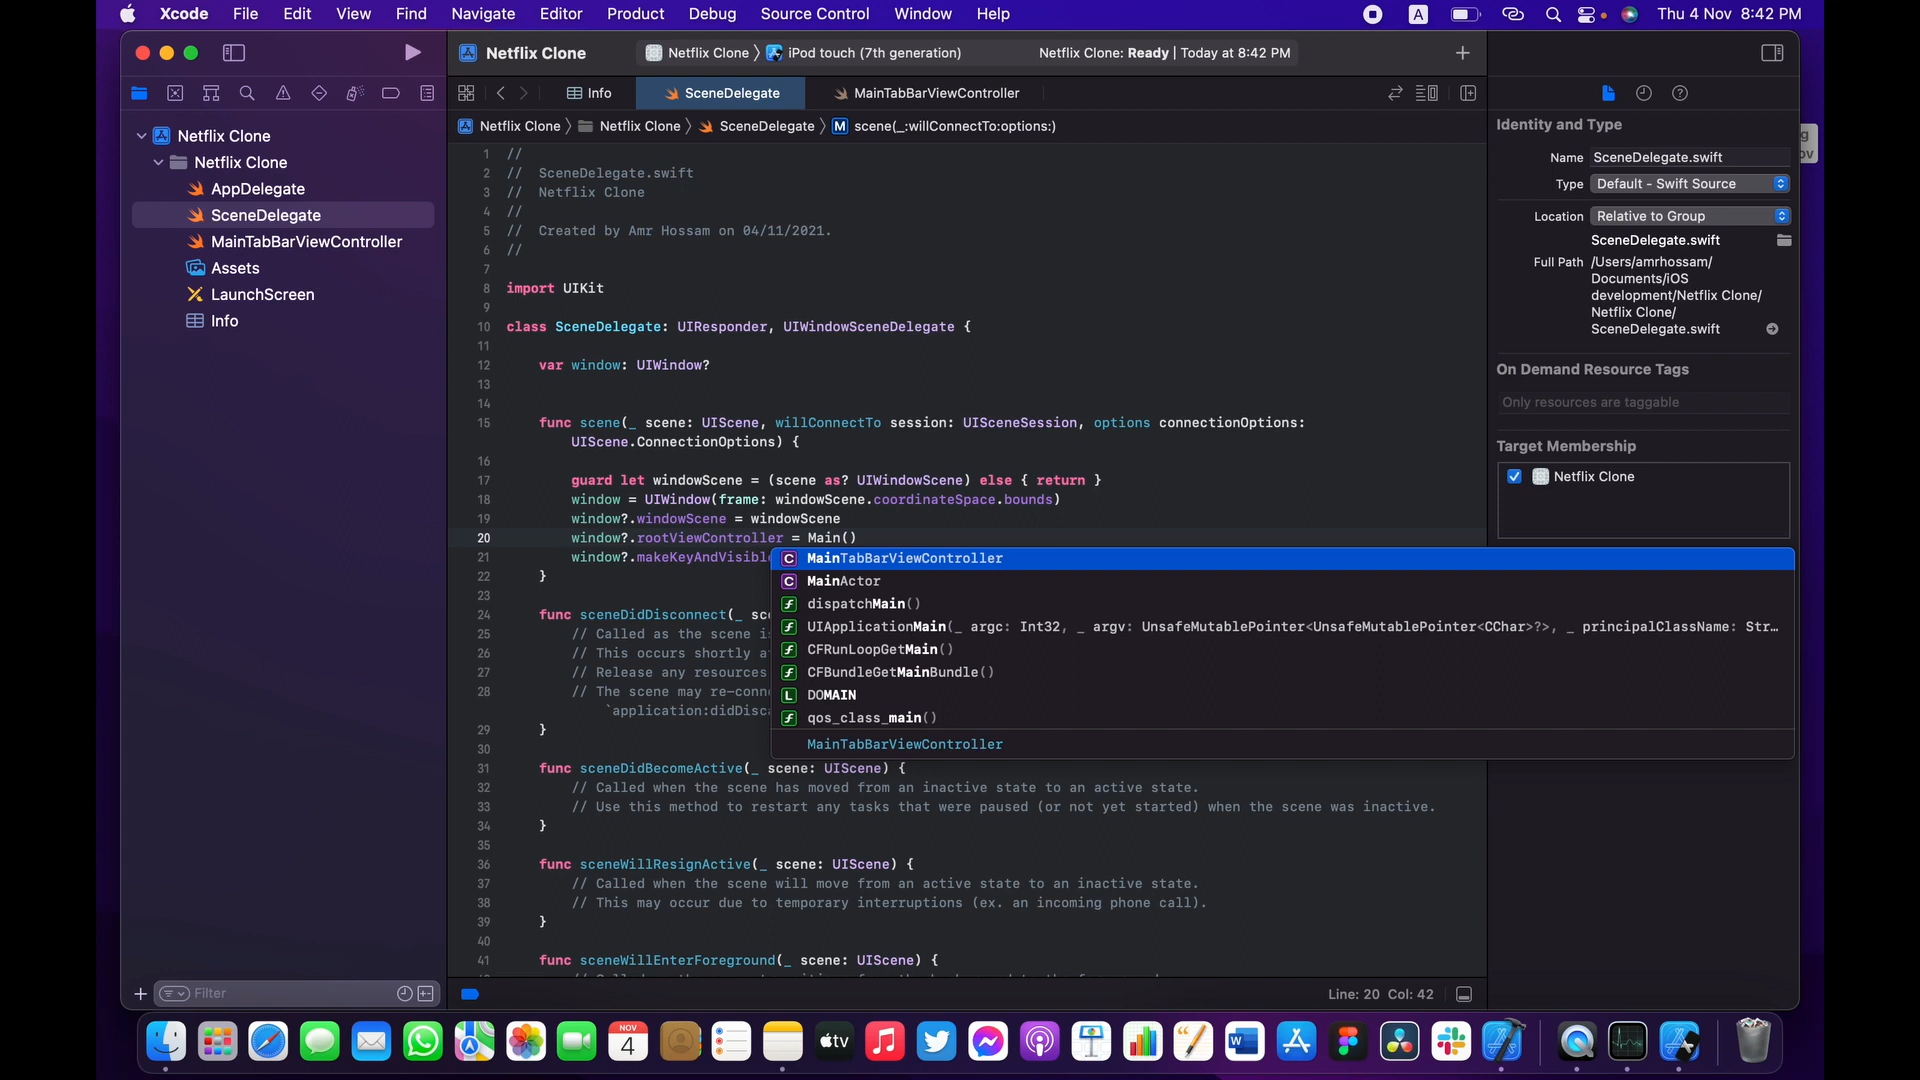 Xcode File Edit View Find Navigate Editor Product Debug Source Control Window Help
A
Thu 4 Nov 8:42 PM
Netflix Clone
Netflix Clone
iPod touch (7th generation)
Netflix Clone: Ready | Today at 8:42 PM
Info
SceneDelegate
MainTabBarViewController
Netflix Clone
Netflix Clone
SceneDelegate
M scene(_:willConnectTo:options:)
Netflix Clone
Netflix Clone
AppDelegate
SceneDelegate
MainTabBarViewController
Assets
LaunchScreen
Info
Filter
1 //
2 // SceneDelegate.swift
3 // Netflix Clone
4 //
5 // Created by Amr Hossam on 04/11/2021.
6 //
7
8 import UIKit
9
10 class SceneDelegate: UIResponder, UIWindowSceneDelegate {
11
12 var window: UIWindow?
13
14
15 func scene(_ scene: UIScene, willConnectTo session: UISceneSession, options connectionOptions:
UIScene.ConnectionOptions) {
16
17 guard let windowScene = (scene as? UIWindowScene) else { return }
18 window = UIWindow(frame: windowScene.coordinateSpace.bounds)
19 window?.windowScene = windowScene
20 window?.rootViewController = Main()
21 window?.makeKeyAndVisible
22 }
23
24 func sceneDidDisconnect(_ sc
25 // Called as the scene i
26 // This occurs shortly a
27 // Release any resources
28 // The scene may re-conn
`application:didDisca
29 }
30
31 func sceneDidBecomeActive(_ scene: UIScene) {
32 // Called when the scene has moved from an inactive state to an active state.
33 // Use this method to restart any tasks that were paused (or not yet started) when the scene was inactive.
34 }
35
36 func sceneWillResignActive(_ scene: UIScene) {
37 // Called when the scene will move from an active state to an inactive state.
38 // This may occur due to temporary interruptions (ex. an incoming phone call).
39 }
40
41 func sceneWillEnterForeground(_ scene: UIScene) {
C MainTabBarViewController
C MainActor
f dispatchMain()
f UIApplicationMain(_ argc: Int32, _ argv: UnsafeMutablePointer<UnsafeMutablePointer<CChar>?>, _ principalClassName: Str…
f CFRunLoopGetMain()
f CFBundleGetMainBundle()
L DOMAIN
f qos_class_main()
MainTabBarViewController
Line: 20 Col: 42
Identity and Type
Name SceneDelegate.swift
Type Default - Swift Source
Location Relative to Group
SceneDelegate.swift
Full Path /Users/amrhossam/
Documents/iOS
development/Netflix Clone/
Netflix Clone/
SceneDelegate.swift
On Demand Resource Tags
Only resources are taggable
Target Membership
Netflix Clone
g
ov
NOV
4
tv
W